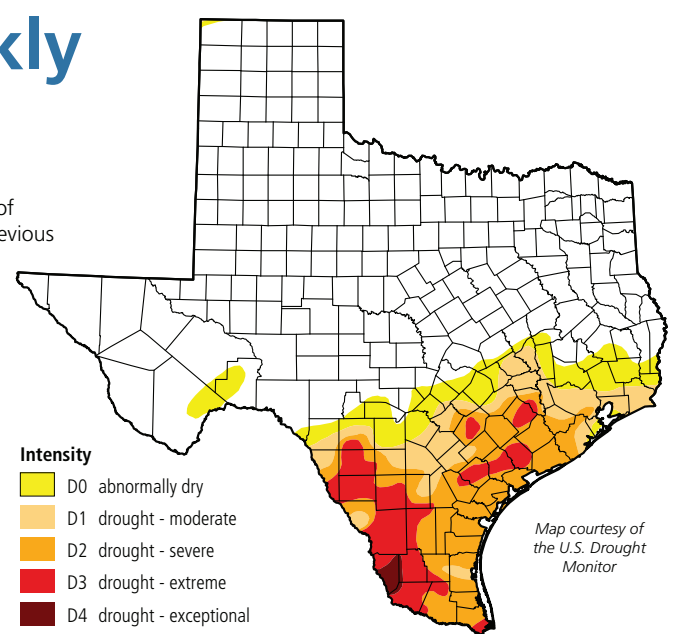 kly
of
evious
Intensity
D0 abnormally dry
D1 drought - moderate
D2 drought - severe
D3 drought - extreme
D4 drought - exceptional
Map courtesy of
the U.S. Drought
Monitor